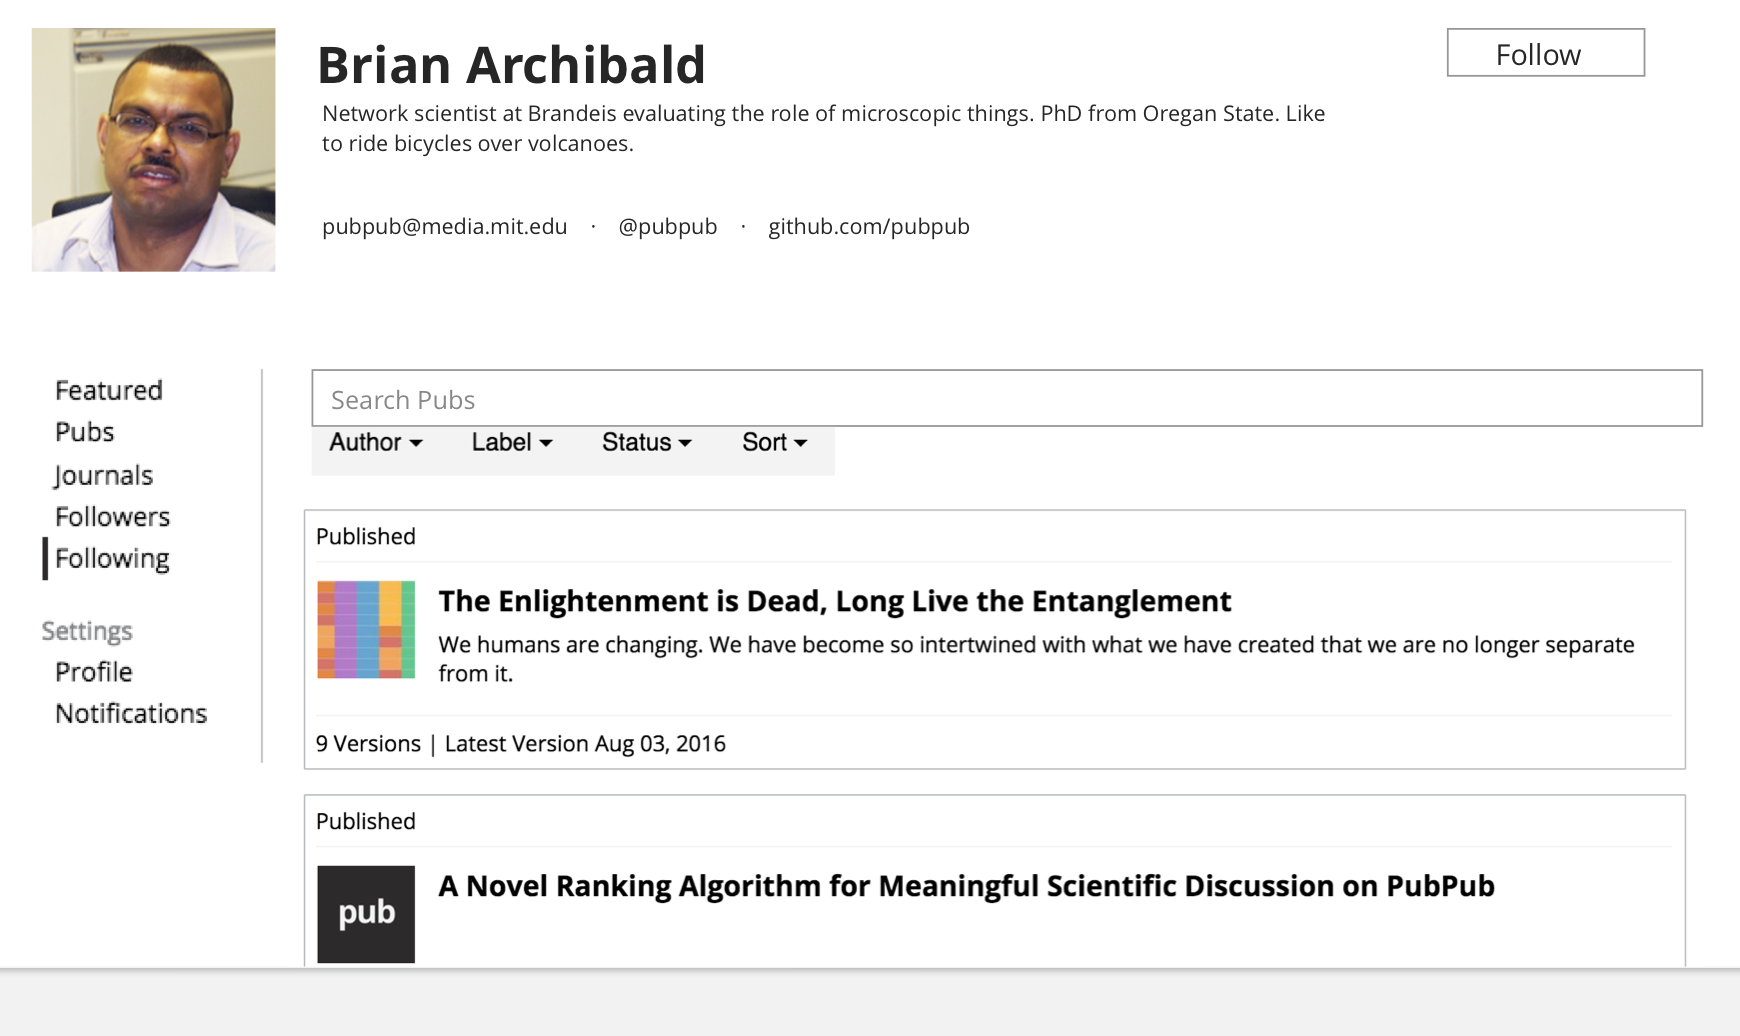 Brian Archibald
Follow
Network scientist at Brandeis evaluating the role of microscopic things. PhD from Oregan State. Like
to ride bicycles over volcanoes.
pubpub@media.mit.edu · @pubpub · github.com/pubpub
Featured
Pubs
Journals
Followers
Following
Settings
Profile
Notifications
Search Pubs
Author Label Status Sort
Published
The Enlightenment is Dead, Long Live the Entanglement
We humans are changing. We have become so intertwined with what we have created that we are no longer separate
from it.
9 Versions | Latest Version Aug 03, 2016
Published
pub
A Novel Ranking Algorithm for Meaningful Scientific Discussion on PubPub